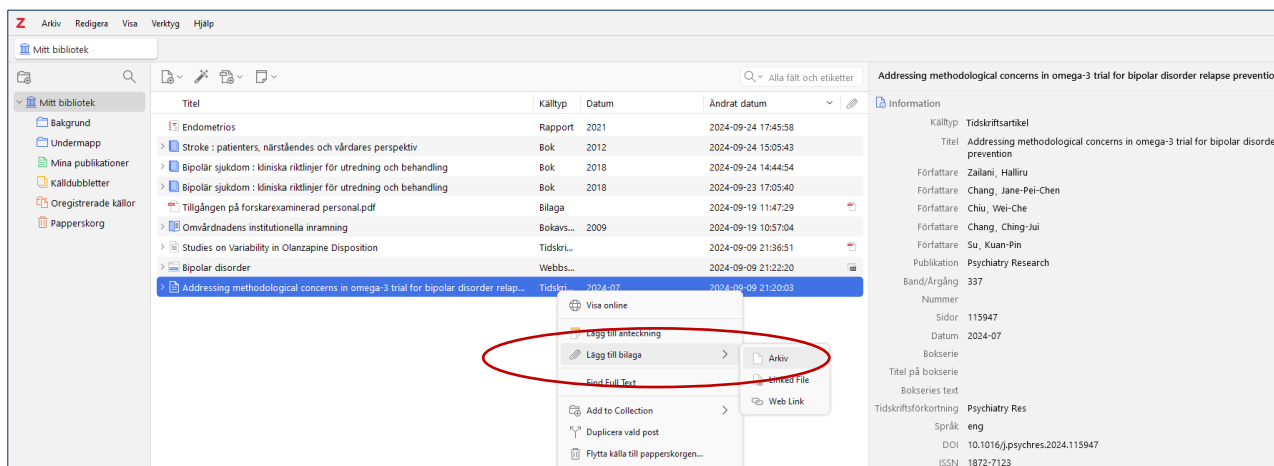 Z Arkiv Redigera Visa Verktyg Hjälp
Mitt bibliotek
Alla fält och etiketter
Mitt bibliotek
Bakgrund
Undermapp
Mina publikationer
Källdubbletter
Oregistrerade källor
Papperskorg
Titel Källtyp Datum Ändrat datum
Endometrios Rapport 2021 2024-09-24 17:45:58
Stroke : patienters, närståendes och vårdares perspektiv Bok 2012 2024-09-24 15:05:43
Bipolär sjukdom : kliniska riktlinjer för utredning och behandling Bok 2018 2024-09-24 14:44:54
Bipolär sjukdom : kliniska riktlinjer för utredning och behandling Bok 2018 2024-09-23 17:05:40
Tillgången på forskarexaminerad personal.pdf Bilaga 2024-09-19 11:47:29
Omvårdnadens institutionella inramning Bokavs... 2009 2024-09-19 10:57:04
Studies on Variability in Olanzapine Disposition Tidskri... 2024-09-09 21:36:51
Bipolar disorder Webbs... 2024-09-09 21:22:20
Addressing methodological concerns in omega-3 trial for bipolar disorder relap... Tidskri... 2024-07 2024-09-09 21:20:03
Visa online
Lägg till anteckning
Lägg till bilaga
Find Full Text
Add to Collection
Duplicera vald post
Flytta källa till papperskorgen...
Arkiv
Linked File
Web Link
Addressing methodological concerns in omega-3 trial for bipolar disorder relapse preventio
Information
Källtyp Tidskriftsartikel
Titel Addressing methodological concerns in omega-3 trial for bipolar disorde
prevention
Författare Zailani, Halliru
Författare Chang, Jane-Pei-Chen
Författare Chiu, Wei-Che
Författare Chang, Ching-Jui
Författare Su, Kuan-Pin
Publikation Psychiatry Research
Band/Årgång 337
Nummer
Sidor 115947
Datum 2024-07
Bokserie
Titel på bokserie
Bokseries text
Tidskriftsförkortning Psychiatry Res
Språk eng
DOI 10.1016/j.psychres.2024.115947
ISSN 1872-7123